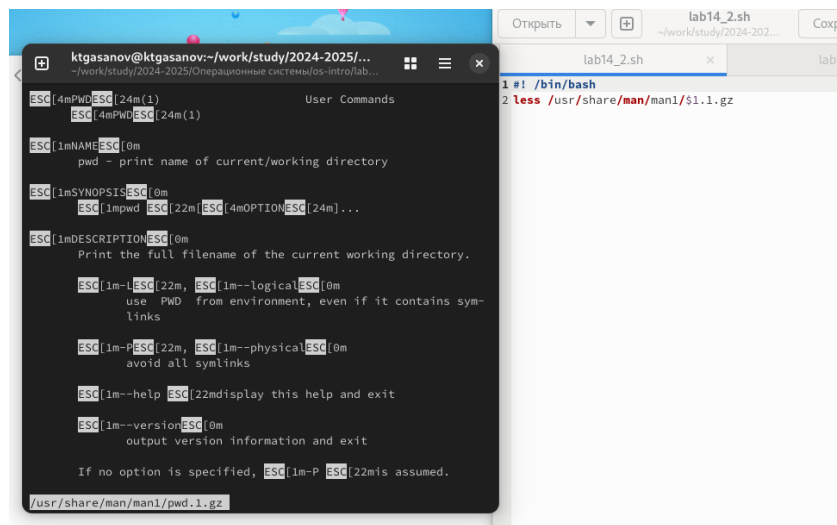 Открыть
lab14_2.sh
~/work/study/2024-202...
ktgasanov@ktgasanov:~/work/study/2024-2025/...
~/work/study/2024-2025/Операционные системы/os-intro/lab...
ESC[4mPWDESC[24m(1) User Commands
ESC[4mPWDESC[24m(1)
ESC[1mNAMEESC[0m
pwd - print name of current/working directory
ESC[1mSYNOPSISESC[0m
ESC[1mpwd ESC[22m[ESC[4mOPTIONESC[24m]...
ESC[1mDESCRIPTIONESC[0m
Print the full filename of the current working directory.
ESC[1m-LESC[22m, ESC[1m--logicalESC[0m
use PWD from environment, even if it contains sym-
links
ESC[1m-PESC[22m, ESC[1m--physicalESC[0m
avoid all symlinks
ESC[1m--help ESC[22mdisplay this help and exit
ESC[1m--versionESC[0m
output version information and exit
If no option is specified, ESC[1m-P ESC[22mis assumed.
/usr/share/man/man1/pwd.1.gz
lab14_2.sh
lab
1 #! /bin/bash
2 less /usr/share/man/man1/$1.1.gz